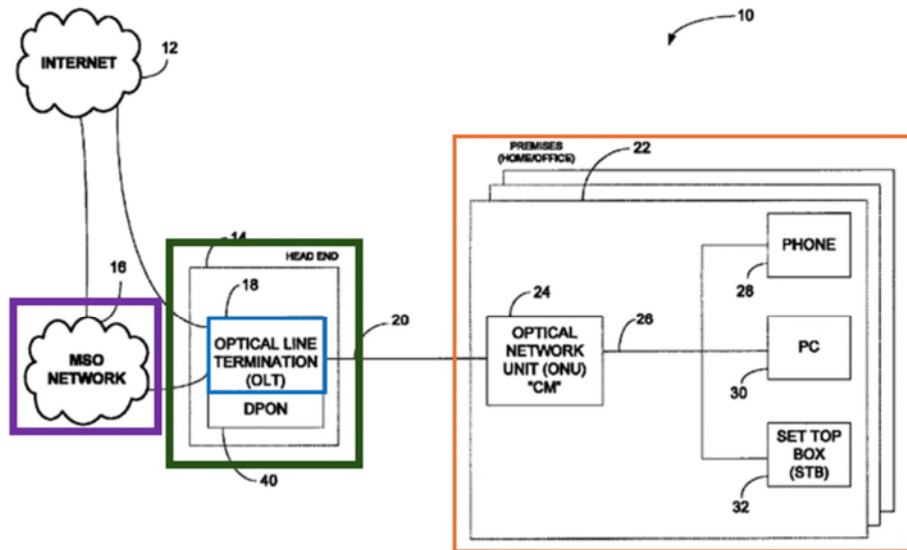 10
INTERNET
12
PREMISES
(HOME/OFFICE)
22
14
HEAD END
PHONE
28
16
18
24
MSO
NETWORK
OPTICAL LINE
TERMINATION
(OLT)
20
OPTICAL
NETWORK
UNIT (ONU)
"CM"
26
PC
30
DPON
40
SET TOP
BOX
(STB)
32